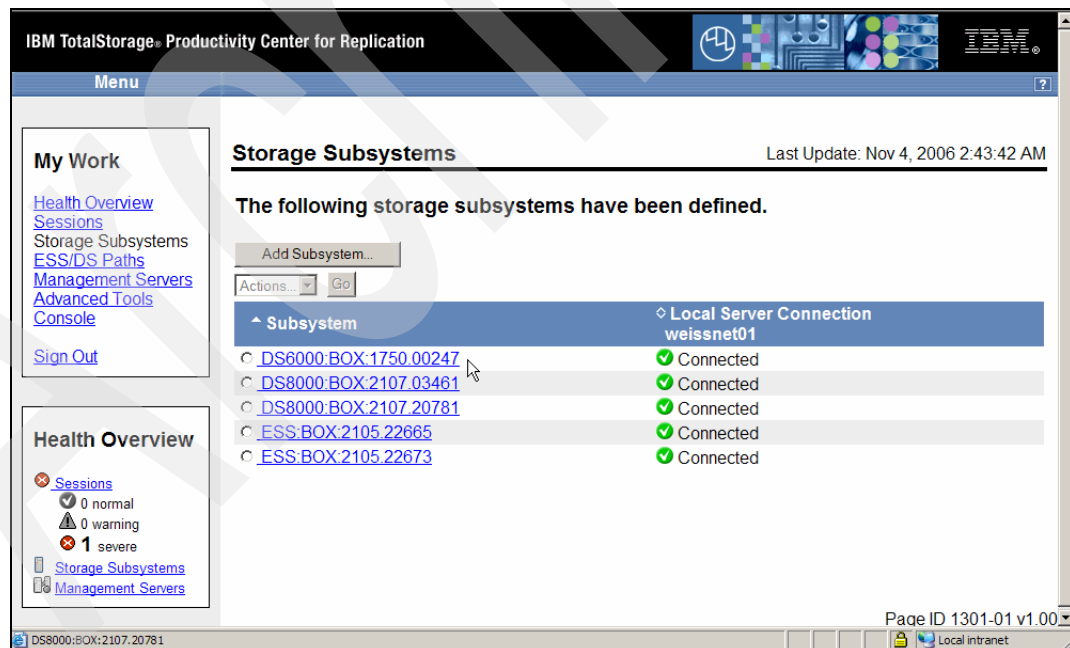 IBM TotalStorage® Productivity Center for Replication
IBM®
Menu
?
My Work
Health Overview
Sessions
Storage Subsystems
ESS/DS Paths
Management Servers
Advanced Tools
Console
Sign Out
Health Overview
Sessions
0 normal
0 warning
1 severe
Storage Subsystems
Management Servers
Storage Subsystems
Last Update: Nov 4, 2006 2:43:42 AM
The following storage subsystems have been defined.
Add Subsystem...
Actions... Go
Subsystem
Local Server Connection
weissnet01
DS6000:BOX:1750.00247 Connected
DS8000:BOX:2107.03461 Connected
DS8000:BOX:2107.20781 Connected
ESS:BOX:2105.22665 Connected
ESS:BOX:2105.22673 Connected
Page ID 1301-01 v1.00
DS8000:BOX:2107.20781
Local intranet